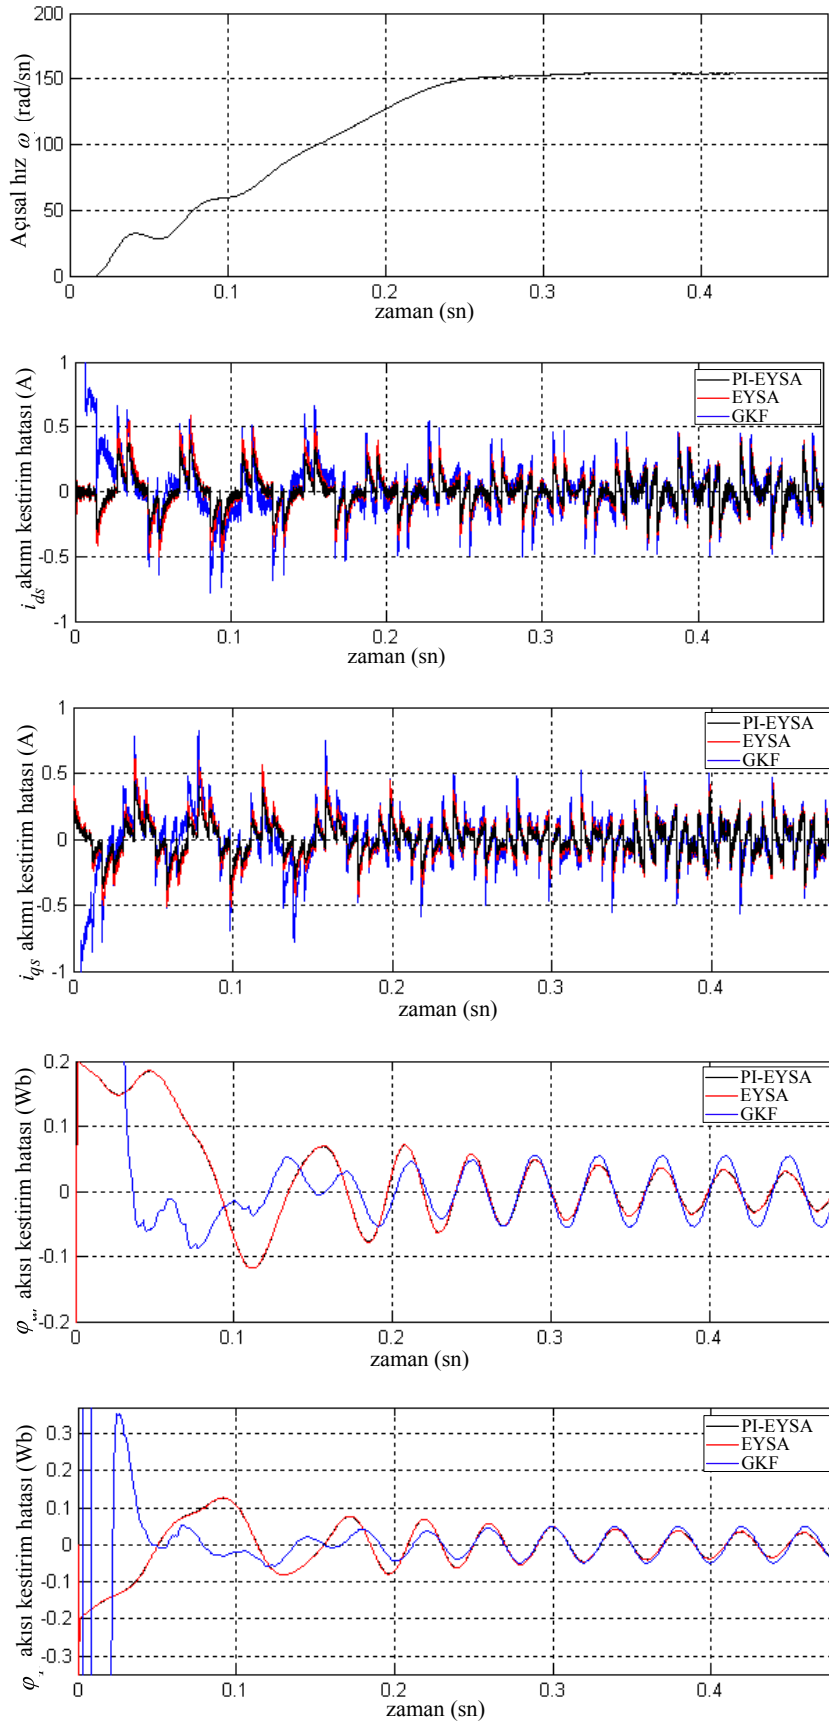 200
150
100
50
0
Açısal hız ω (rad/sn)
0 0.1 0.2 0.3 0.4
zaman (sn)
1
0.5
0
-0.5
-1
i_ds akımı kestirim hatası (A)
PI-EYSA
EYSA
GKF
0 0.1 0.2 0.3 0.4
zaman (sn)
1
0.5
0
-0.5
-1
i_qs akımı kestirim hatası (A)
PI-EYSA
EYSA
GKF
0 0.1 0.2 0.3 0.4
zaman (sn)
0.2
0.1
0
-0.1
-0.2
φ akısı kestirim hatası (Wb)
PI-EYSA
EYSA
GKF
0 0.1 0.2 0.3 0.4
zaman (sn)
0.3
0.2
0.1
0
-0.1
-0.2
-0.3
φ akısı kestirim hatası (Wb)
PI-EYSA
EYSA
GKF
0 0.1 0.2 0.3 0.4
zaman (sn)